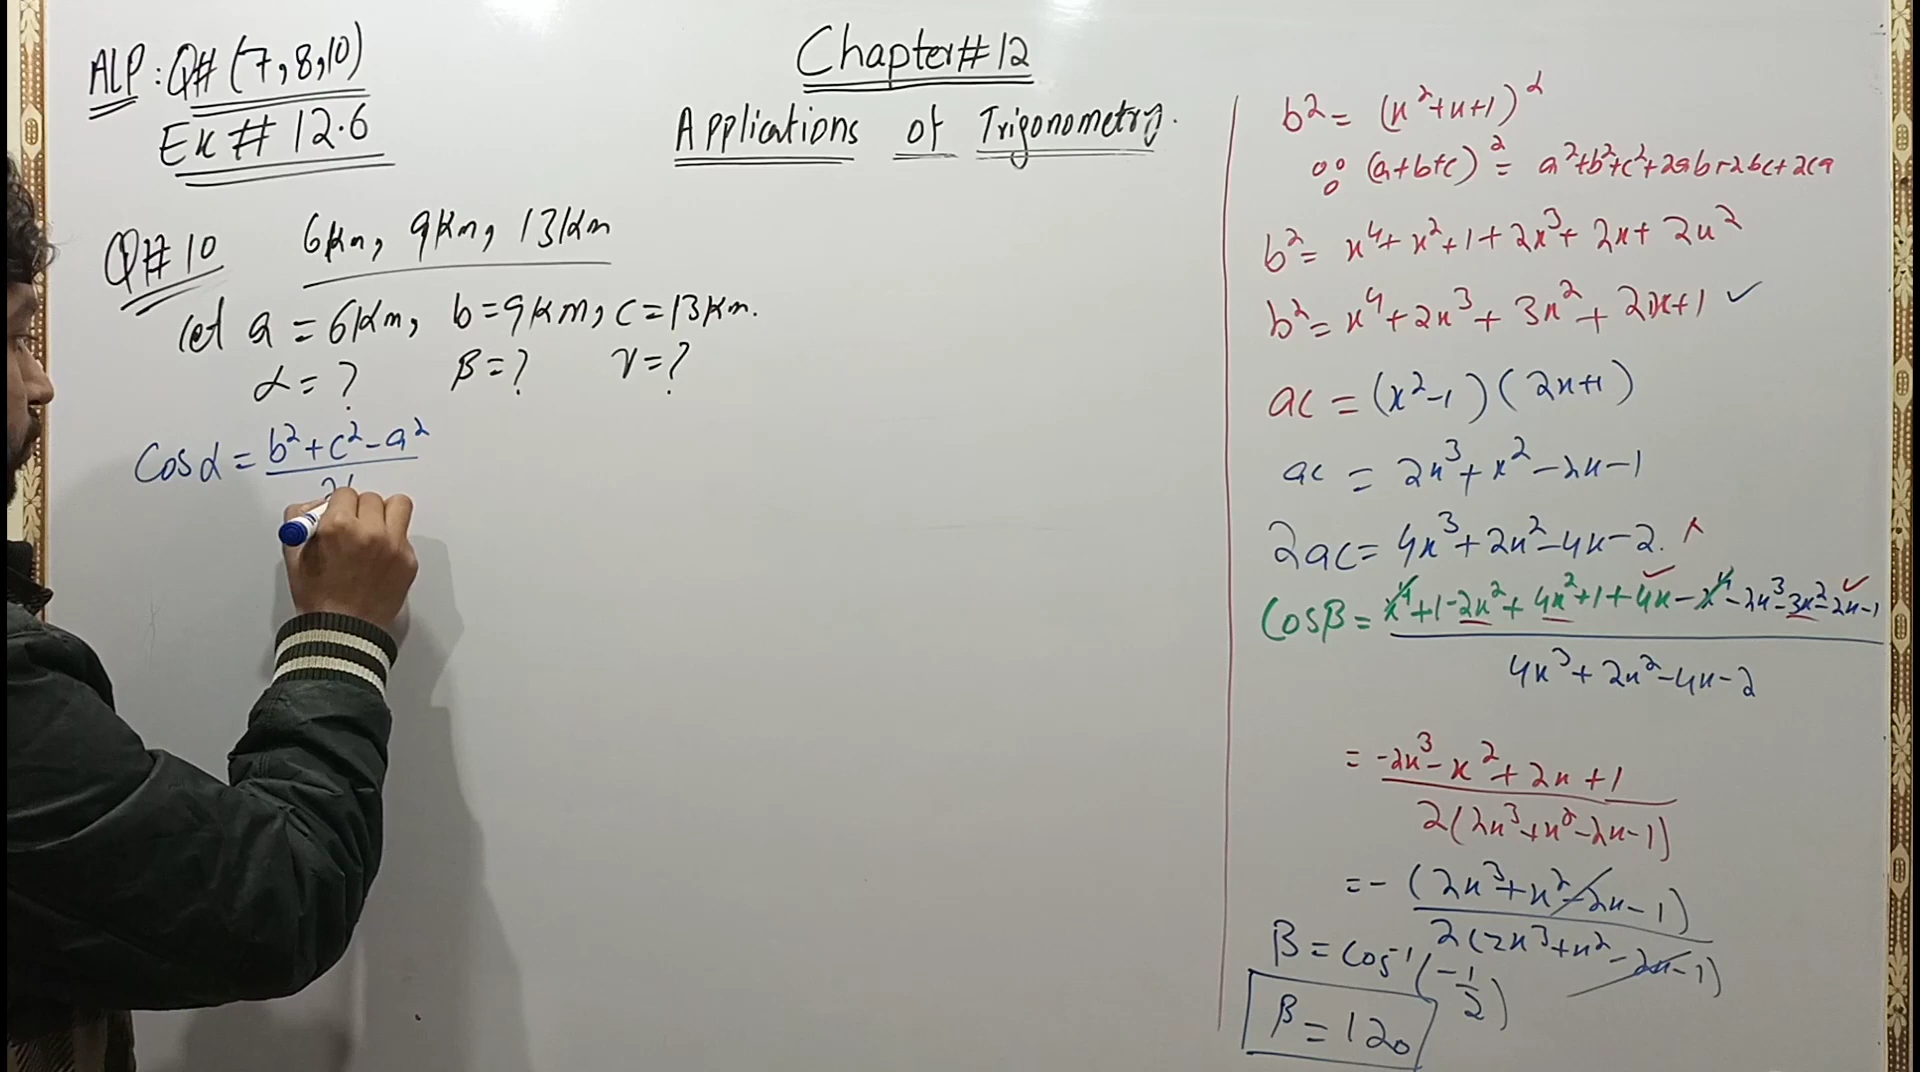 ALP : Q# (7,8,10)
Ex # 12.6
Chapter# 12
Applications of Trigonometry.
Q# 10 6km, 9km, 13km
let a = 6km, b = 9km, c = 13km.
α = ? β = ? γ = ?
Cos α = b² + c² - a² / 2b
b² = (x²+x+1)²
∵ (a+b+c)² = a²+b²+c²+2ab+2bc+2ca
b² = x⁴ + x² + 1 + 2x³ + 2x + 2x²
b² = x⁴ + 2x³ + 3x² + 2x + 1 ✓
ac = (x²-1)(2x+1)
ac = 2x³ + x² - 2x - 1
2ac = 4x³ + 2x² - 4x - 2.
Cos β = x⁴ + 1 - 2x² + 4x² + 1 + 4x - x⁴ - 2x³ - 3x² - 2x - 1
4x³ + 2x² - 4x - 2
= -2x³ - x² + 2x + 1
2(2x³ + x² - 2x - 1)
= - (2x³ + x² - 2x - 1)
2(2x³ + x² - 2x - 1)
β = Cos⁻¹(-1/2)
β = 120